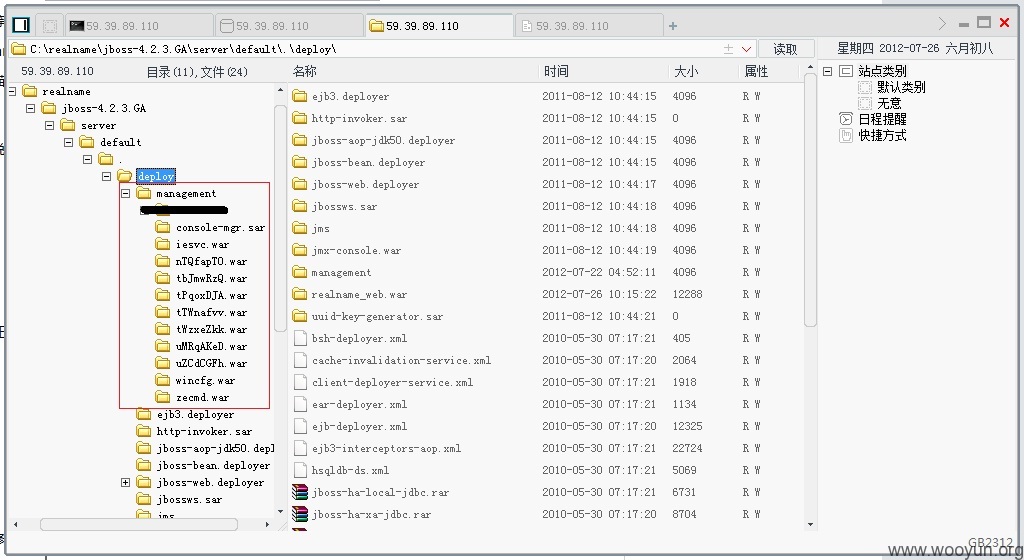 59.39.89.110
59.39.89.110
59.39.89.110
59.39.89.110
C:\realname\jboss-4.2.3.GA\server\default\.\deploy\
读取
星期四 2012-07-26 六月初八
59.39.89.110 目录(11),文件(24)
名称 时间 大小 属性
realname
jboss-4.2.3.GA
server
default
.
deploy
management
console-mgr.sar
iesvc.war
nTQfapTO.war
tbJmwRzQ.war
tPqoxDJA.war
tTWnafvv.war
tWzxeZkk.war
uMRqAKeD.war
uZCdCGFh.war
wincfg.war
zecmd.war
ejb3.deployer
http-invoker.sar
jboss-aop-jdk50.depl
jboss-bean.deployer
jboss-web.deployer
jbossws.sar
jms
ejb3.deployer 2011-08-12 10:44:15 4096 R W
http-invoker.sar 2011-08-12 10:44:15 0 R W
jboss-aop-jdk50.deployer 2011-08-12 10:44:15 4096 R W
jboss-bean.deployer 2011-08-12 10:44:15 4096 R W
jboss-web.deployer 2011-08-12 10:44:17 4096 R W
jbossws.sar 2011-08-12 10:44:18 4096 R W
jms 2011-08-12 10:44:18 4096 R W
jmx-console.war 2011-08-12 10:44:19 4096 R W
management 2012-07-22 04:52:11 4096 R W
realname_web.war 2012-07-26 10:15:22 12288 R W
uuid-key-generator.sar 2011-08-12 10:44:21 0 R W
bsh-deployer.xml 2010-05-30 07:17:21 405 R W
cache-invalidation-service.xml 2010-05-30 07:17:20 2064 R W
client-deployer-service.xml 2010-05-30 07:17:21 1918 R W
ear-deployer.xml 2010-05-30 07:17:21 1134 R W
ejb-deployer.xml 2010-05-30 07:17:20 12325 R W
ejb3-interceptors-aop.xml 2010-05-30 07:17:21 22724 R W
hsqldb-ds.xml 2010-05-30 07:17:21 5069 R W
jboss-ha-local-jdbc.rar 2010-05-30 07:17:21 6731 R W
jboss-ha-xa-jdbc.rar 2010-05-30 07:17:20 8704 R W
站点类别
默认类别
无意
日程提醒
快捷方式
GB2312
www.wooyun.org